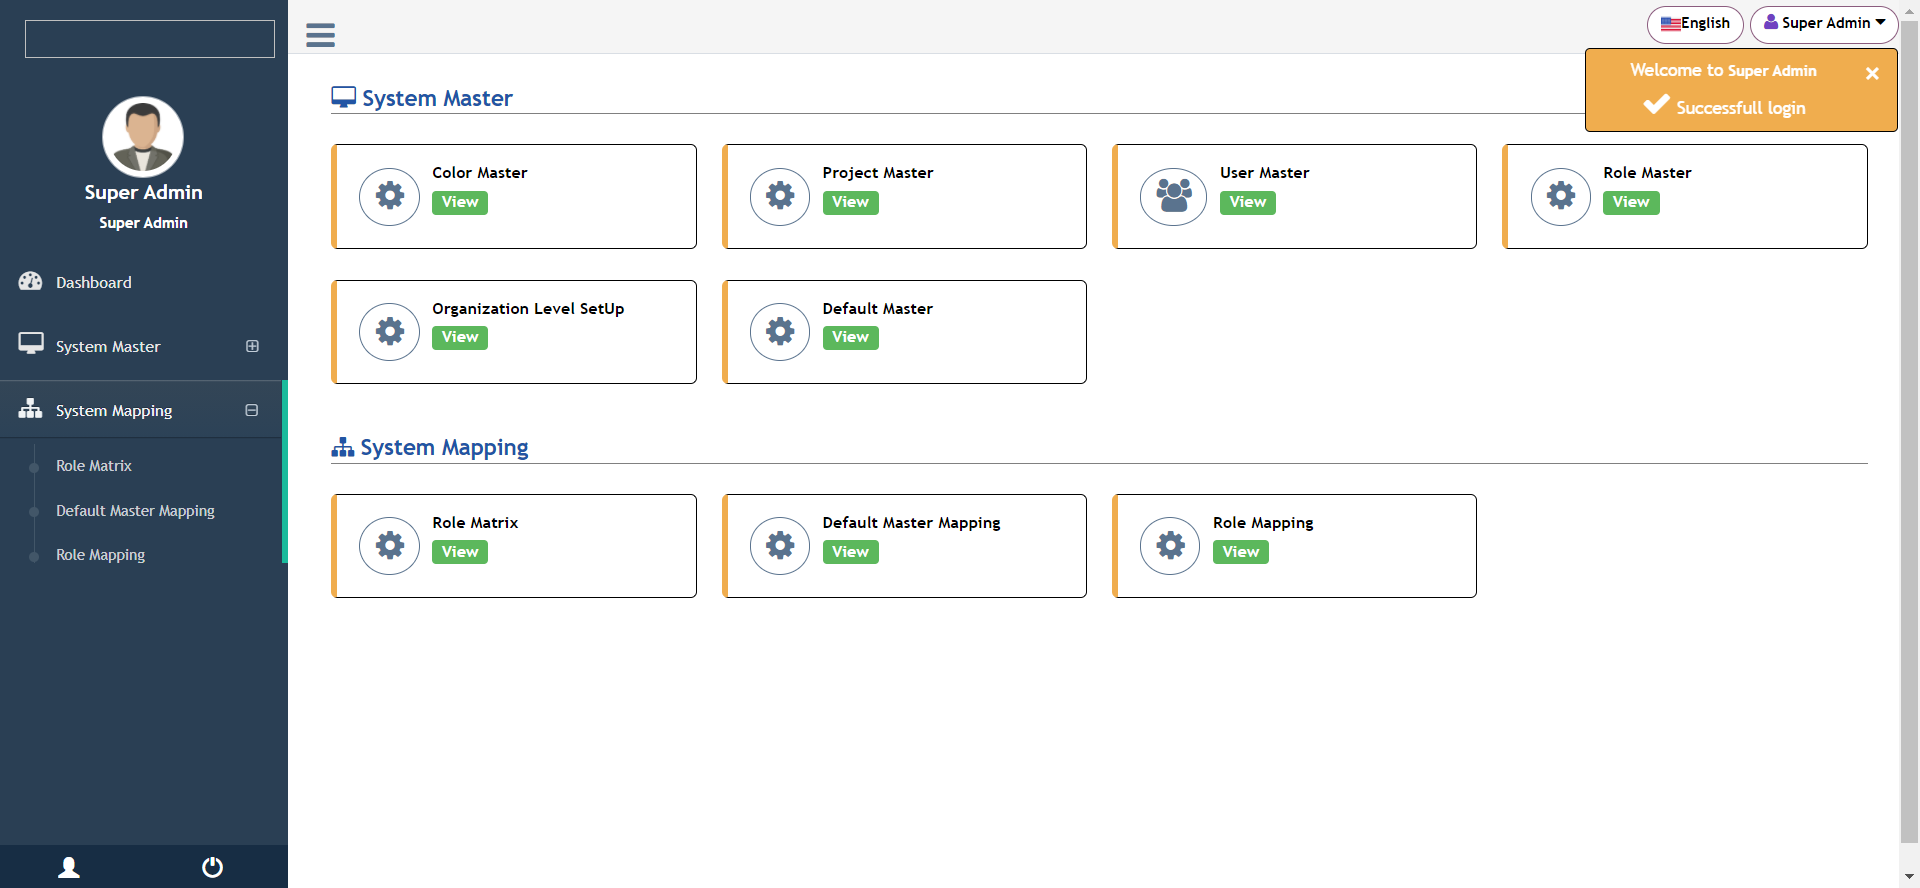 English
Super Admin
Welcome to Super Admin
Successfull login
Super Admin
Super Admin
Dashboard
System Master
System Mapping
Role Matrix
Default Master Mapping
Role Mapping
System Master
Color Master
View
Project Master
View
User Master
View
Role Master
View
Organization Level SetUp
View
Default Master
View
System Mapping
Role Matrix
View
Default Master Mapping
View
Role Mapping
View